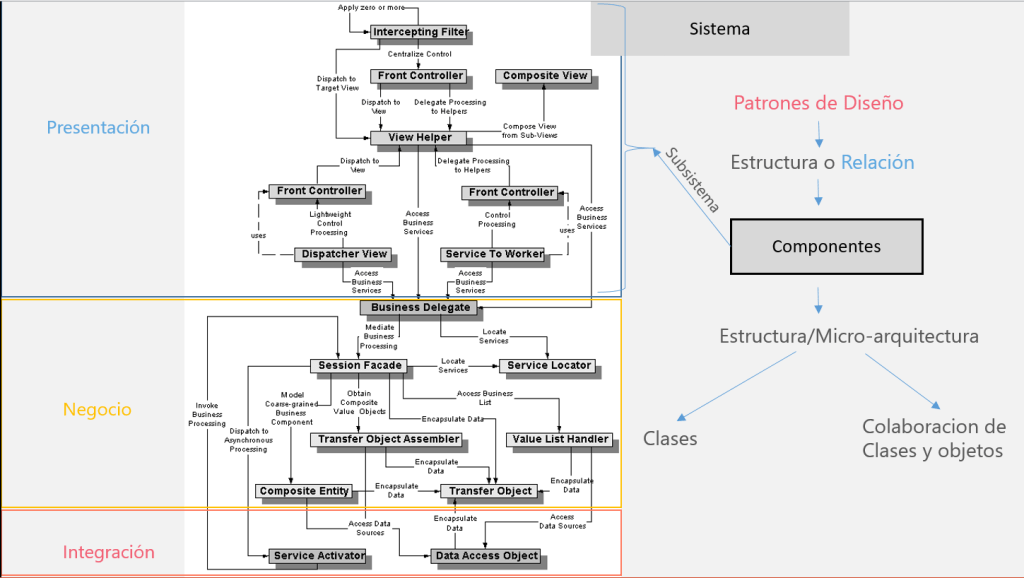 Apply zero or more
Intercepting Filter
Centralize Control
Front Controller
Composite View
Dispatch to
Target View
Dispatch to
View
Delegate Processing
to Helpers
Compose View
from Sub-Views
View Helper
Dispatch to
View
Delegate Processing
to Helpers
Front Controller
Front Controller
Lightweight
Control
Processing
Access
Business
Services
Control
Processing
Access
Business
Services
uses
uses
Dispatcher View
Service To Worker
Access
Business
Services
Access
Business
Services
Presentación
Business Delegate
Mediate
Business
Processing
Locate
Services
Session Facade
Locate
Services
Service Locator
Invoke
Business
Processing
Model
Coarse-grained
Business
Component
Obtain
Composite
Value Objects
Access Business
List
Encapsulate Data
Dispatch to
Asynchronous
Processing
Transfer Object Assembler
Value List Handler
Encapsulate
Data
Encapsulate
Data
Composite Entity
Encapsulate
Data
Transfer Object
Negocio
Access Data
Sources
Encapsulate
Data
Access
Data Sources
Service Activator
Data Access Object
Integración
Sistema
Patrones de Diseño
Estructura o Relación
Subsistema
Componentes
Estructura/Micro-arquitectura
Clases
Colaboracion de
Clases y objetos